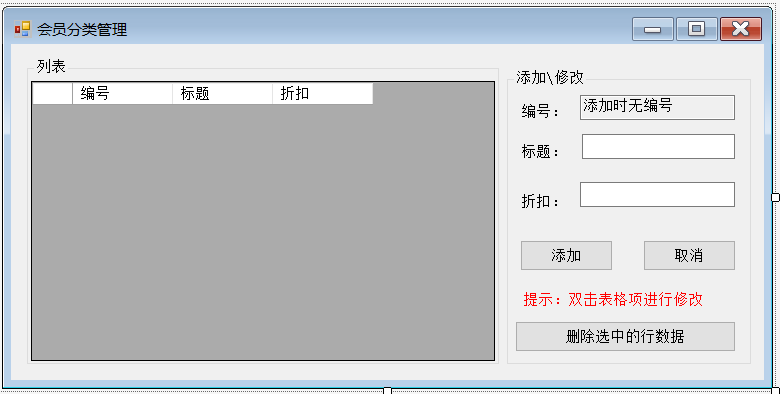 会员分类管理
列表
编号 标题 折扣
添加\修改
编号： 添加时无编号
标题：
折扣：
添加 取消
提示：双击表格项进行修改
删除选中的行数据